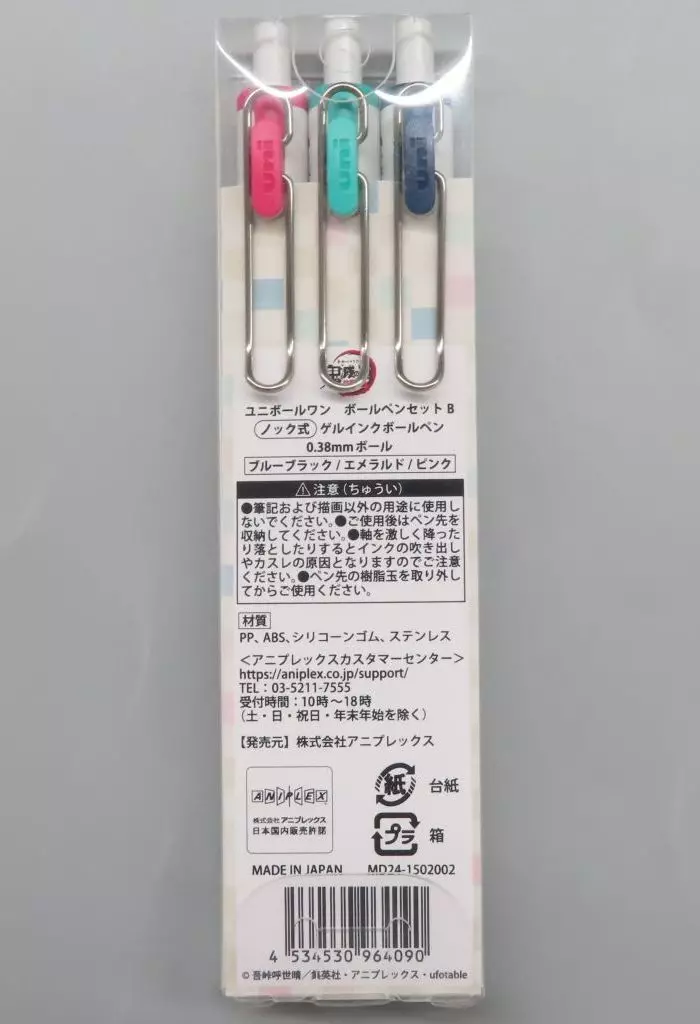 uni uni uni
ユニボールワン ボールペンセット B
ノック式 ゲルインクボールペン
0.38mm ボール
ブルーブラック / エメラルド / ピンク
⚠注意(ちゅうい)
●筆記および描画以外の用途に使用し
ないでください。●ご使用後はペン先を
収納してください。●軸を激しく降った
り落としたりするとインクの吹き出し
やカスレの原因となりますのでご注意
ください。●ペン先の樹脂玉を取り外し
てからご使用ください。
材質
PP、ABS、シリコーンゴム、ステンレス
＜アニプレックスカスタマーセンター＞
https://aniplex.co.jp/support/
TEL：03-5211-7555
受付時間：10時〜18時
（土・日・祝日・年末年始を除く）
【発売元】株式会社アニプレックス
ANIPLEX
株式会社アニプレックス
日本国内販売許諾
紙 台紙
プラ 箱
MADE IN JAPAN MD24-1502002
4 534530 964090
© 吾峠呼世晴／集英社・アニプレックス・ufotable